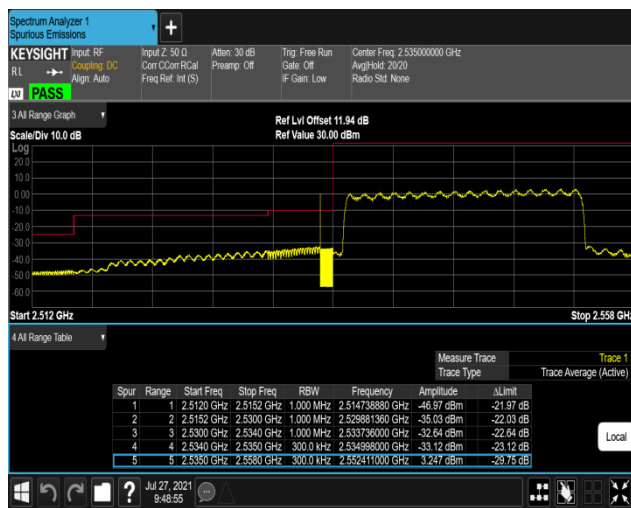 Spectrum Analyzer 1
Spurious Emissions
KEYSIGHT Input: RF Input Z: 50 Ω Atten: 30 dB Trig: Free Run Center Freq: 2.535000000 GHz
RL Coupling: DC Corr CCorr RCal Preamp: Off Gate: Off Avg|Hold: 20/20
Align: Auto Freq Ref: Int (S) IF Gain: Low Radio Std: None
LXI PASS
3 All Range Graph
Ref Lvl Offset 11.94 dB
Scale/Div 10.0 dB Ref Value 30.00 dBm
Log
20.0
10.0
0.00
-10.0
-20.0
-30.0
-40.0
-50.0
-60.0
Start 2.512 GHz Stop 2.558 GHz
4 All Range Table
Measure Trace Trace 1
Trace Type Trace Average (Active)
Spur Range Start Freq Stop Freq RBW Frequency Amplitude ΔLimit
1 1 2.5120 GHz 2.5152 GHz 1.000 MHz 2.514738880 GHz -46.97 dBm -21.97 dB
2 2 2.5152 GHz 2.5300 GHz 1.000 MHz 2.529881360 GHz -35.03 dBm -22.03 dB
3 3 2.5300 GHz 2.5340 GHz 1.000 MHz 2.533736000 GHz -32.64 dBm -22.64 dB
4 4 2.5340 GHz 2.5350 GHz 300.0 kHz 2.534998000 GHz -33.12 dBm -23.12 dB
5 5 2.5350 GHz 2.5580 GHz 300.0 kHz 2.552411000 GHz 3.247 dBm -29.75 dB
Local
Jul 27, 2021
9:48:55